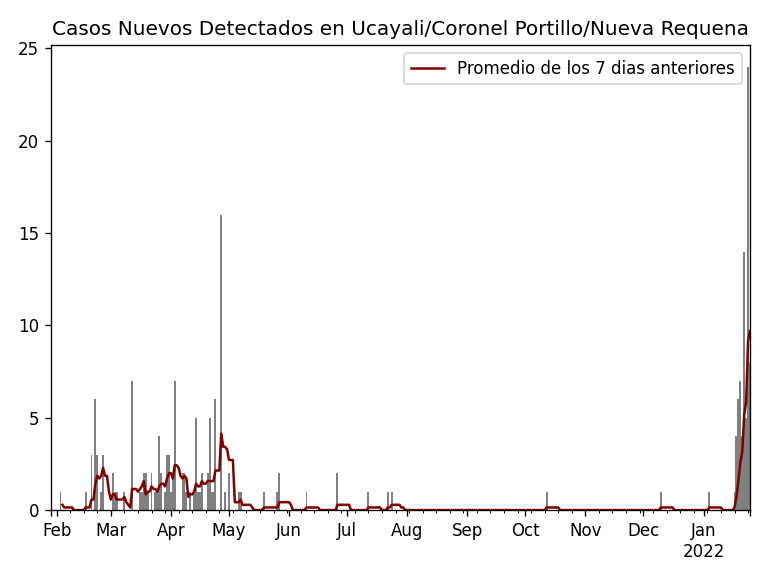 Casos Nuevos Detectados en Ucayali/Coronel Portillo/Nueva Requena
Promedio de los 7 dias anteriores
25
20
15
10
5
0
Feb Mar Apr May Jun Jul Aug Sep Oct Nov Dec Jan
2022